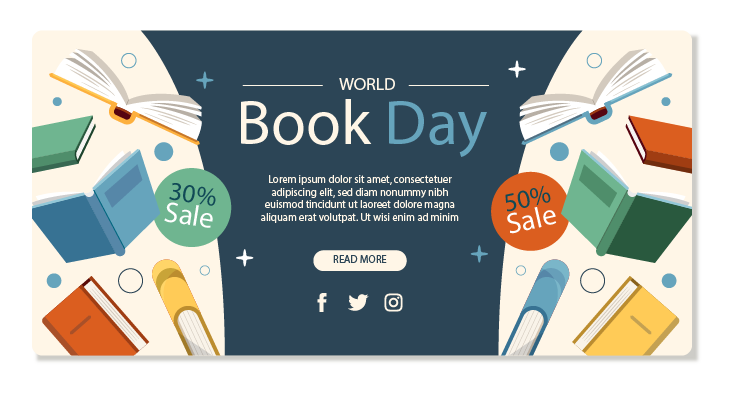 WORLD
Book Day
Lorem ipsum dolor sit amet, consectetuer
adipiscing elit, sed diam nonummy nibh
euismod tincidunt ut laoreet dolore magna
aliquam erat volutpat. Ut wisi enim ad minim
30%
Sale
50%
Sale
READ MORE